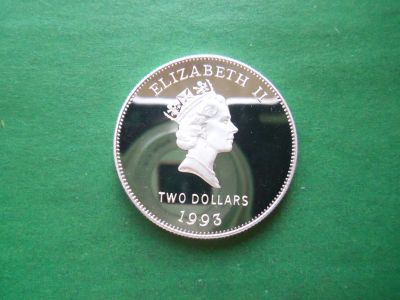 ELIZABETH II
TWO DOLLARS
1993